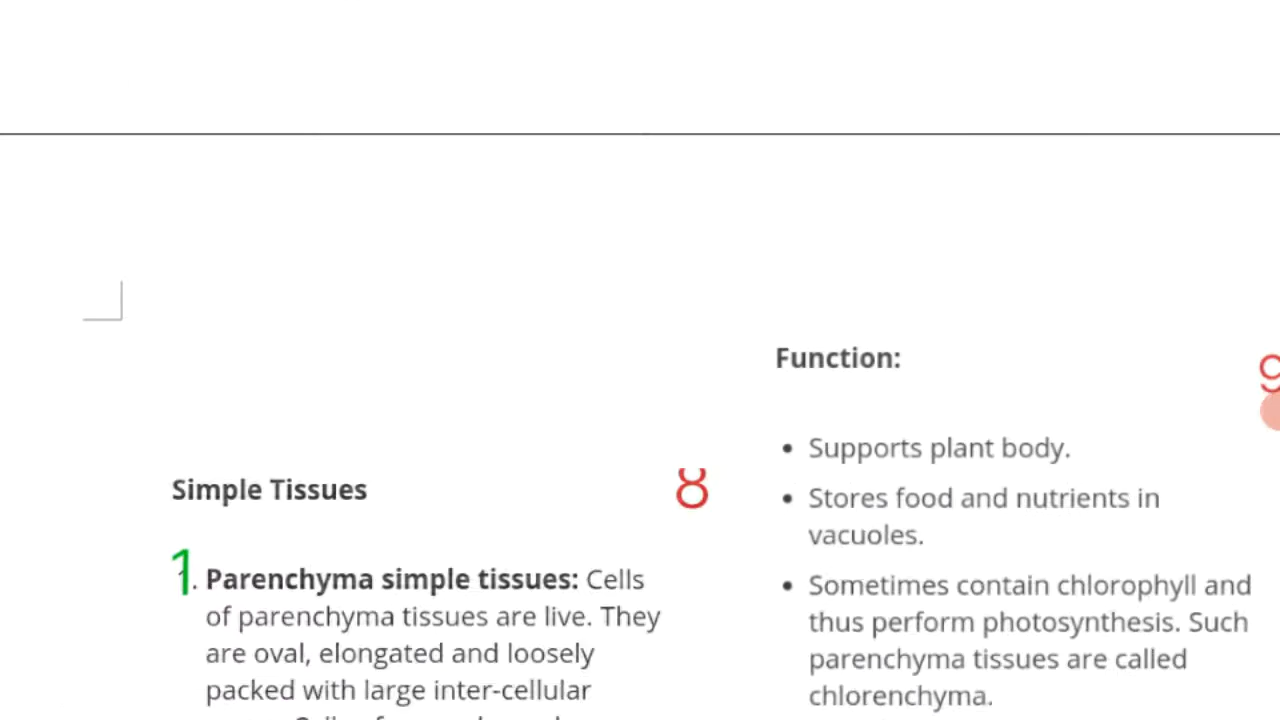 Simple Tissues
8
1. Parenchyma simple tissues: Cells
of parenchyma tissues are live. They
are oval, elongated and loosely
packed with large inter-cellular
Function:
9
• Supports plant body.
• Stores food and nutrients in
vacuoles.
• Sometimes contain chlorophyll and
thus perform photosynthesis. Such
parenchyma tissues are called
chlorenchyma.